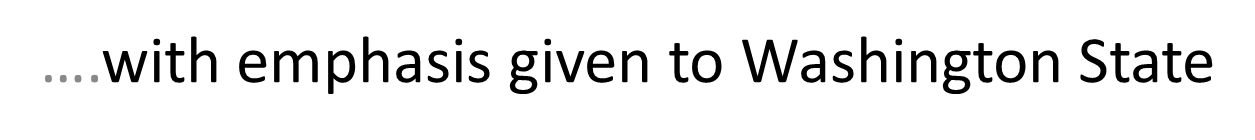 ....with emphasis given to Washington State